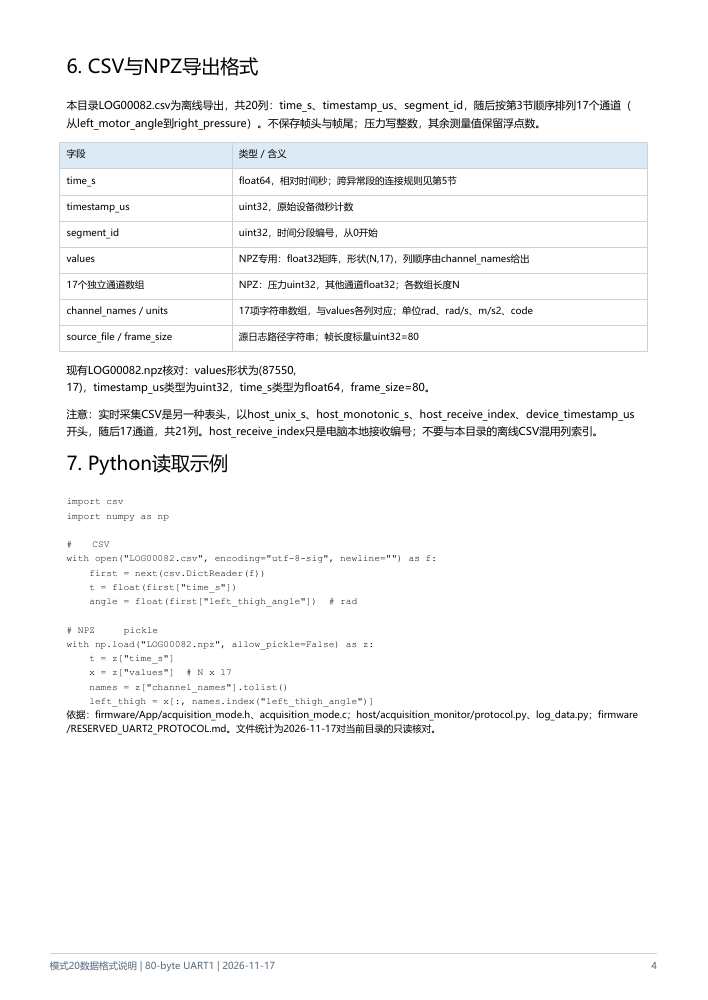 6. CSV与NPZ导出格式
本目录LOG00082.csv为离线导出，共20列：time_s、timestamp_us、segment_id，随后按第3节顺序排列17个通道（
从left_motor_angle到right_pressure）。不保存帧头与帧尾；压力写整数，其余测量值保留浮点数。
字段 类型 / 含义
time_s float64，相对时间秒；跨异常段的连接规则见第5节
timestamp_us uint32，原始设备微秒计数
segment_id uint32，时间分段编号，从0开始
values NPZ专用：float32矩阵，形状(N,17)，列顺序由channel_names给出
17个独立通道数组 NPZ：压力uint32，其他通道float32；各数组长度N
channel_names / units 17项字符串数组，与values各列对应；单位rad、rad/s、m/s2、code
source_file / frame_size 源日志路径字符串；帧长度标量uint32=80
现有LOG00082.npz核对：values形状为(87550,
17)，timestamp_us类型为uint32，time_s类型为float64，frame_size=80。
注意：实时采集CSV是另一种表头，以host_unix_s、host_monotonic_s、host_receive_index、device_timestamp_us
开头，随后17通道，共21列。host_receive_index只是电脑本地接收编号；不要与本目录的离线CSV混用列索引。
7. Python读取示例
import csv
import numpy as np
# CSV
with open("LOG00082.csv", encoding="utf-8-sig", newline="") as f:
    first = next(csv.DictReader(f))
    t = float(first["time_s"])
    angle = float(first["left_thigh_angle"])  # rad
# NPZ pickle
with np.load("LOG00082.npz", allow_pickle=False) as z:
    t = z["time_s"]
    x = z["values"]  # N x 17
    names = z["channel_names"].tolist()
    left_thigh = x[:, names.index("left_thigh_angle")]
依据：firmware/App/acquisition_mode.h、acquisition_mode.c；host/acquisition_monitor/protocol.py、log_data.py；firmware
/RESERVED_UART2_PROTOCOL.md。文件统计为2026-11-17对当前目录的只读核对。
模式20数据格式说明 | 80-byte UART1 | 2026-11-17 4